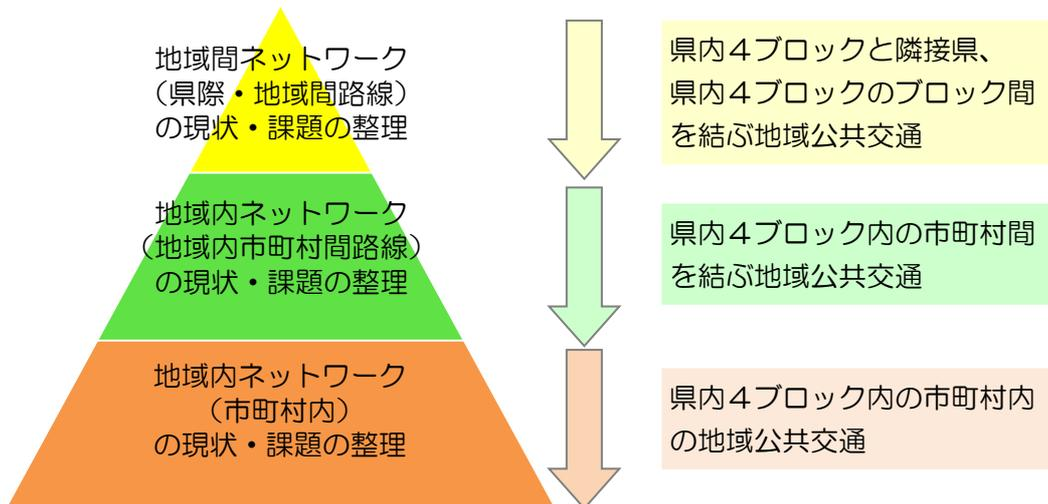 地域間ネットワーク
（県際・地域間路線）
の現状・課題の整理
県内４ブロックと隣接県、
県内４ブロックのブロック間
を結ぶ地域公共交通
地域内ネットワーク
（地域内市町村間路線）
の現状・課題の整理
県内４ブロック内の市町村間
を結ぶ地域公共交通
地域内ネットワーク
（市町村内）
の現状・課題の整理
県内４ブロック内の市町村内
の地域公共交通